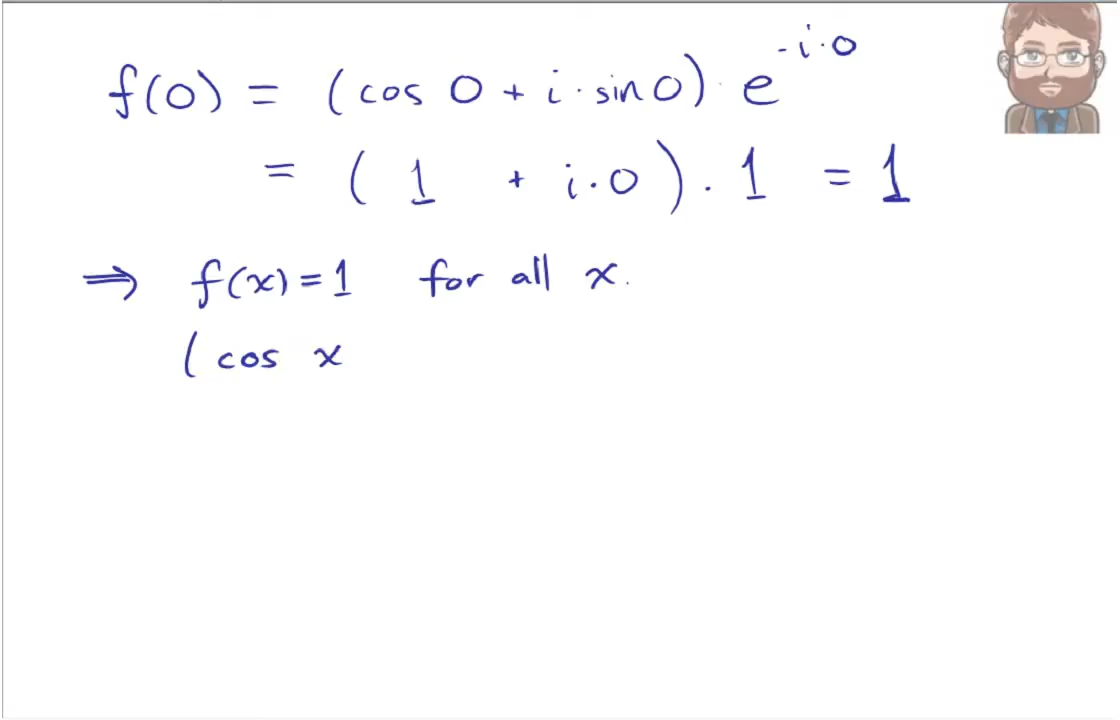 f(0) = (cos 0 + i · sin 0) · e^{-i·0}
= ( 1 + i · 0 ) · 1 = 1
⟹ f(x) = 1 for all x.
( cos x